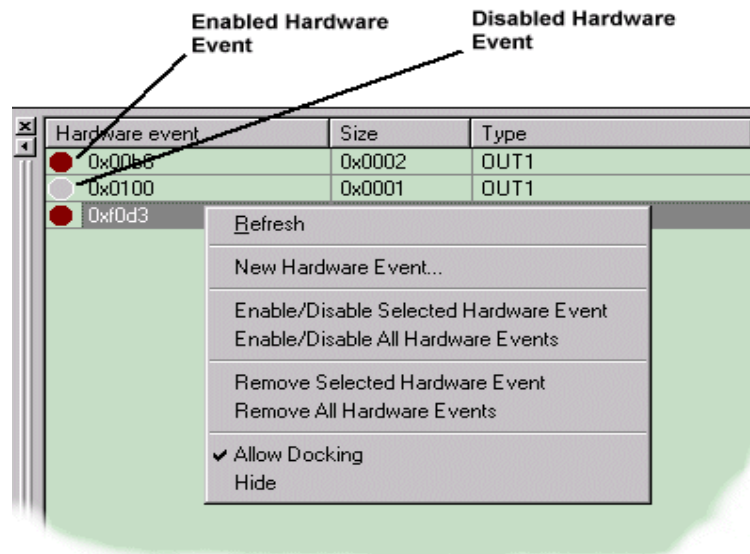 Enabled Hardware
Event
Disabled Hardware
Event
Hardware event Size Type
0x00b8 0x0002 OUT1
0x0100 0x0001 OUT1
0xf0d3
Refresh
New Hardware Event...
Enable/Disable Selected Hardware Event
Enable/Disable All Hardware Events
Remove Selected Hardware Event
Remove All Hardware Events
Allow Docking
Hide